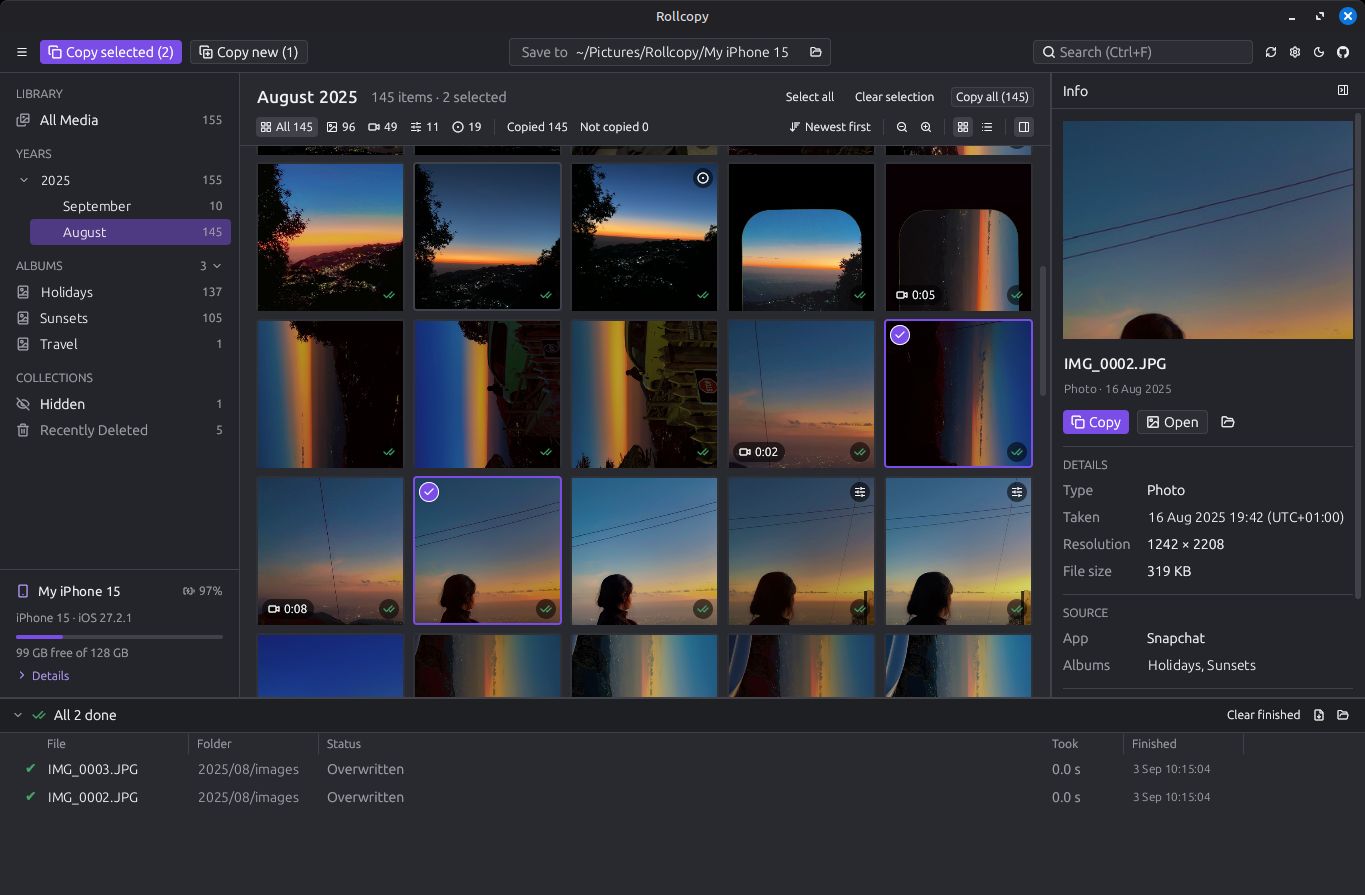 Rollcopy
Copy selected (2)
Copy new (1)
Save to ~/Pictures/Rollcopy/My iPhone 15
Search (Ctrl+F)
LIBRARY
All Media 155
YEARS
2025 155
September 10
August 145
ALBUMS 3
Holidays 137
Sunsets 105
Travel 1
COLLECTIONS
Hidden 1
Recently Deleted 5
My iPhone 15 97%
iPhone 15 · iOS 27.2.1
99 GB free of 128 GB
Details
August 2025 145 items · 2 selected
Select all Clear selection Copy all (145)
All 145 96 49 11 19 Copied 145 Not copied 0
Newest first
0:05
0:02
0:08
Info
IMG_0002.JPG
Photo · 16 Aug 2025
Copy Open
DETAILS
Type Photo
Taken 16 Aug 2025 19:42 (UTC+01:00)
Resolution 1242 × 2208
File size 319 KB
SOURCE
App Snapchat
Albums Holidays, Sunsets
All 2 done
Clear finished
File Folder Status Took Finished
IMG_0003.JPG 2025/08/images Overwritten 0.0 s 3 Sep 10:15:04
IMG_0002.JPG 2025/08/images Overwritten 0.0 s 3 Sep 10:15:04